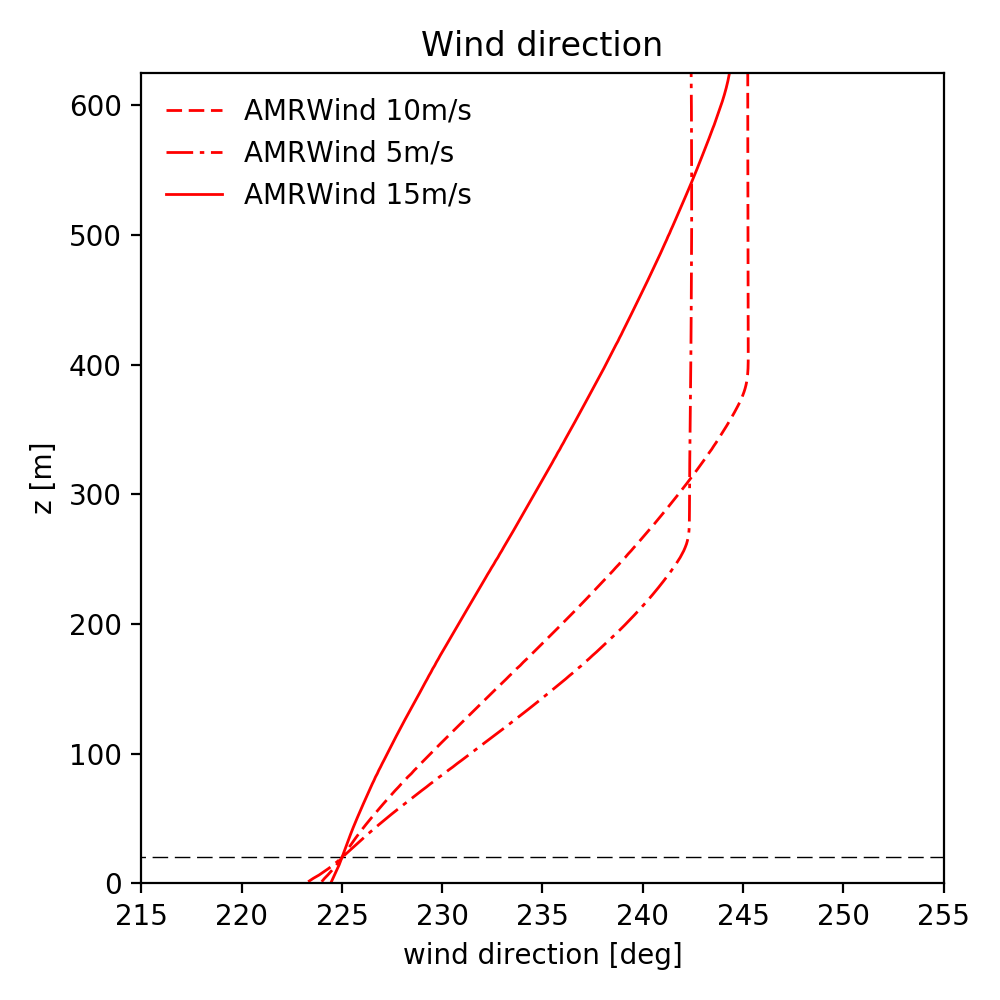 Wind direction
AMRWind 10m/s
AMRWind 5m/s
AMRWind 15m/s
600
500
400
300
200
100
0
z [m]
215 220 225 230 235 240 245 250 255
wind direction [deg]